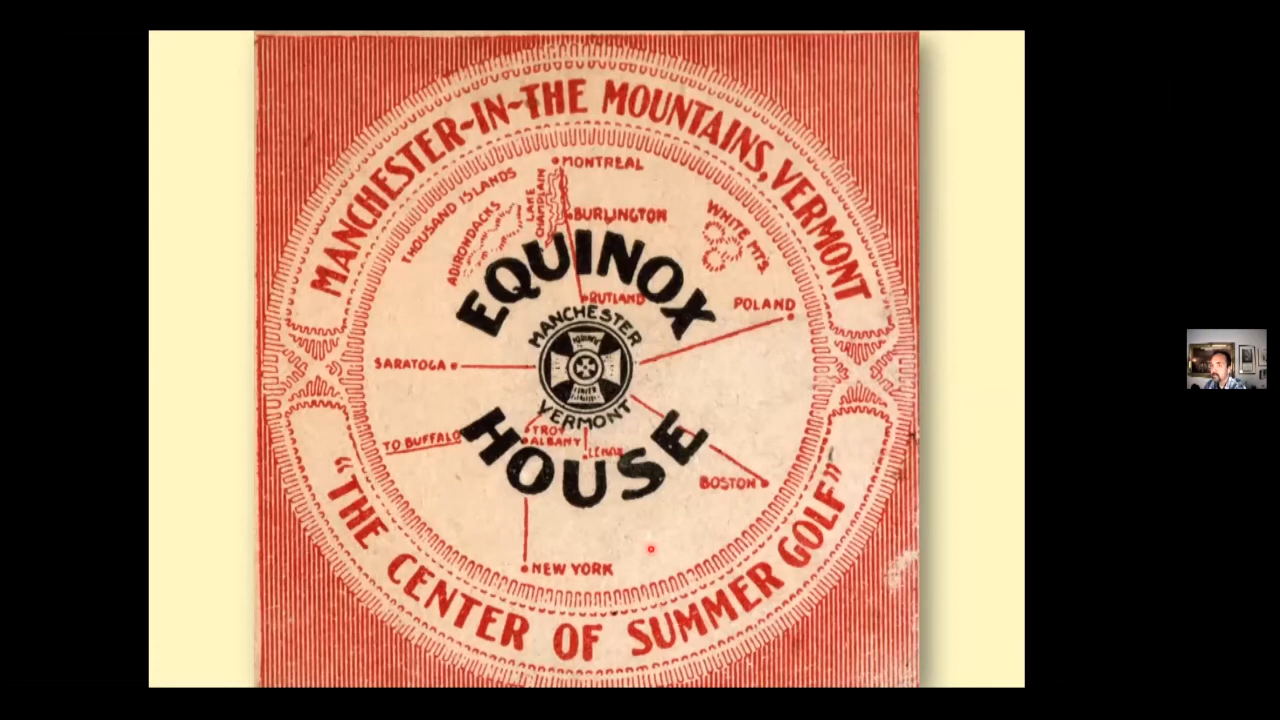 MANCHESTER~IN~THE MOUNTAINS, VERMONT
MONTREAL
THOUSAND ISLANDS
ADIRONDACKS
LAKE
CHAMPLAIN
BURLINGTON
WHITE MTS.
EQUINOX
RUTLAND
POLAND
MANCHESTER
SARATOGA
VERMONT
TO BUFFALO
TROY
ALBANY
LENOX
HOUSE
BOSTON
NEW YORK
"THE CENTER OF SUMMER GOLF"